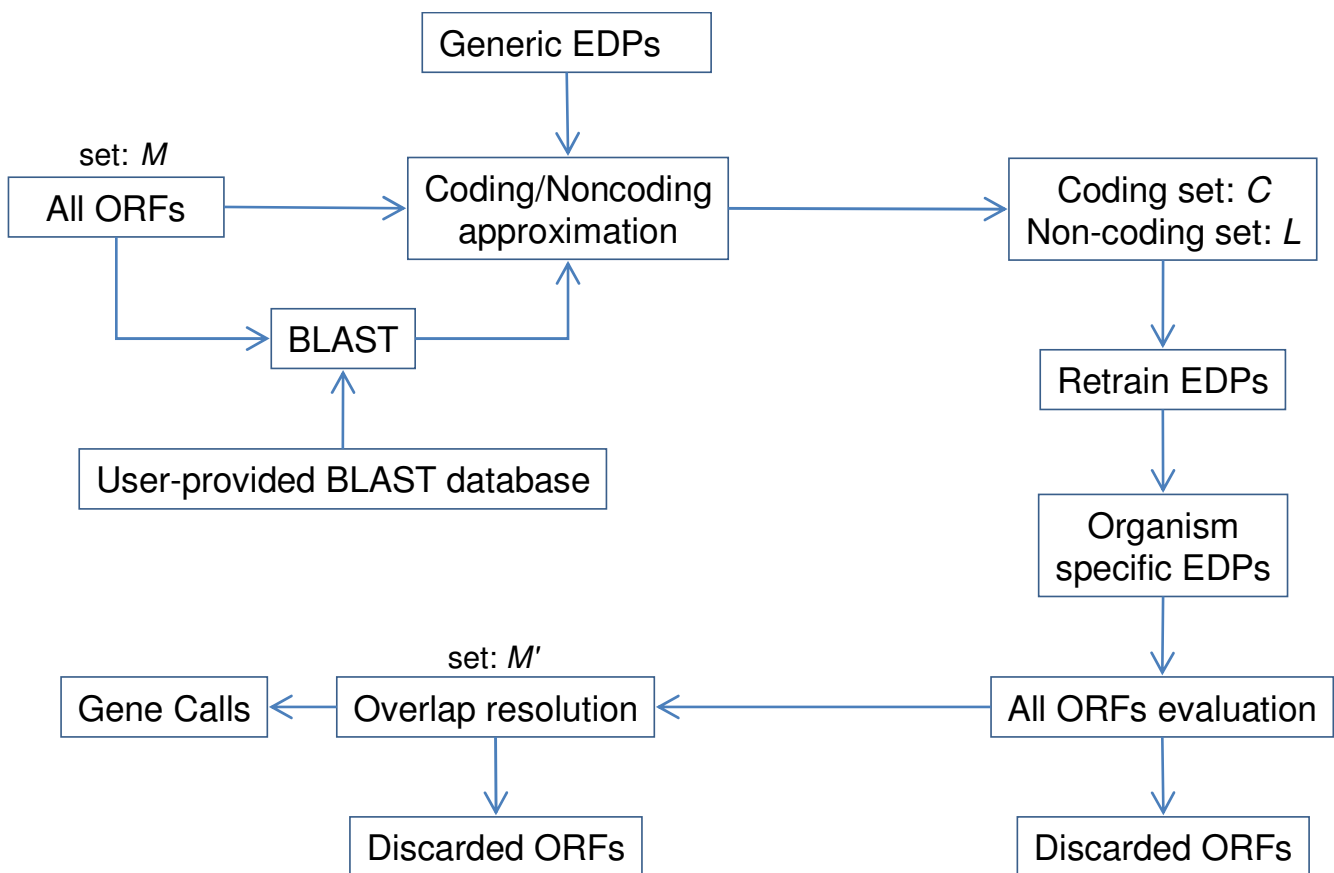 Generic EDPs
set: M
All ORFs
Coding/Noncoding
approximation
Coding set: C
Non-coding set: L
BLAST
Retrain EDPs
User-provided BLAST database
Organism
specific EDPs
set: M'
Gene Calls
Overlap resolution
All ORFs evaluation
Discarded ORFs
Discarded ORFs